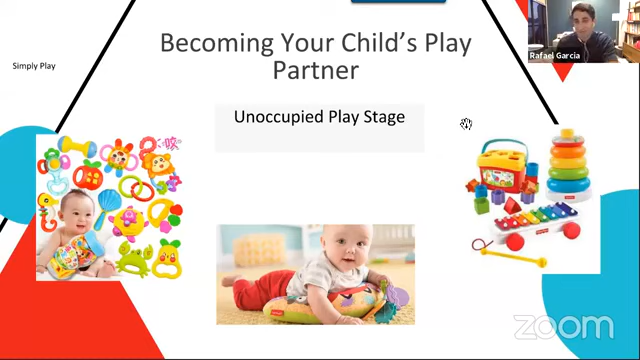 Becoming Your Child's Play
Partner
Simply Play
Rafael Garcia
Unoccupied Play Stage
zoom